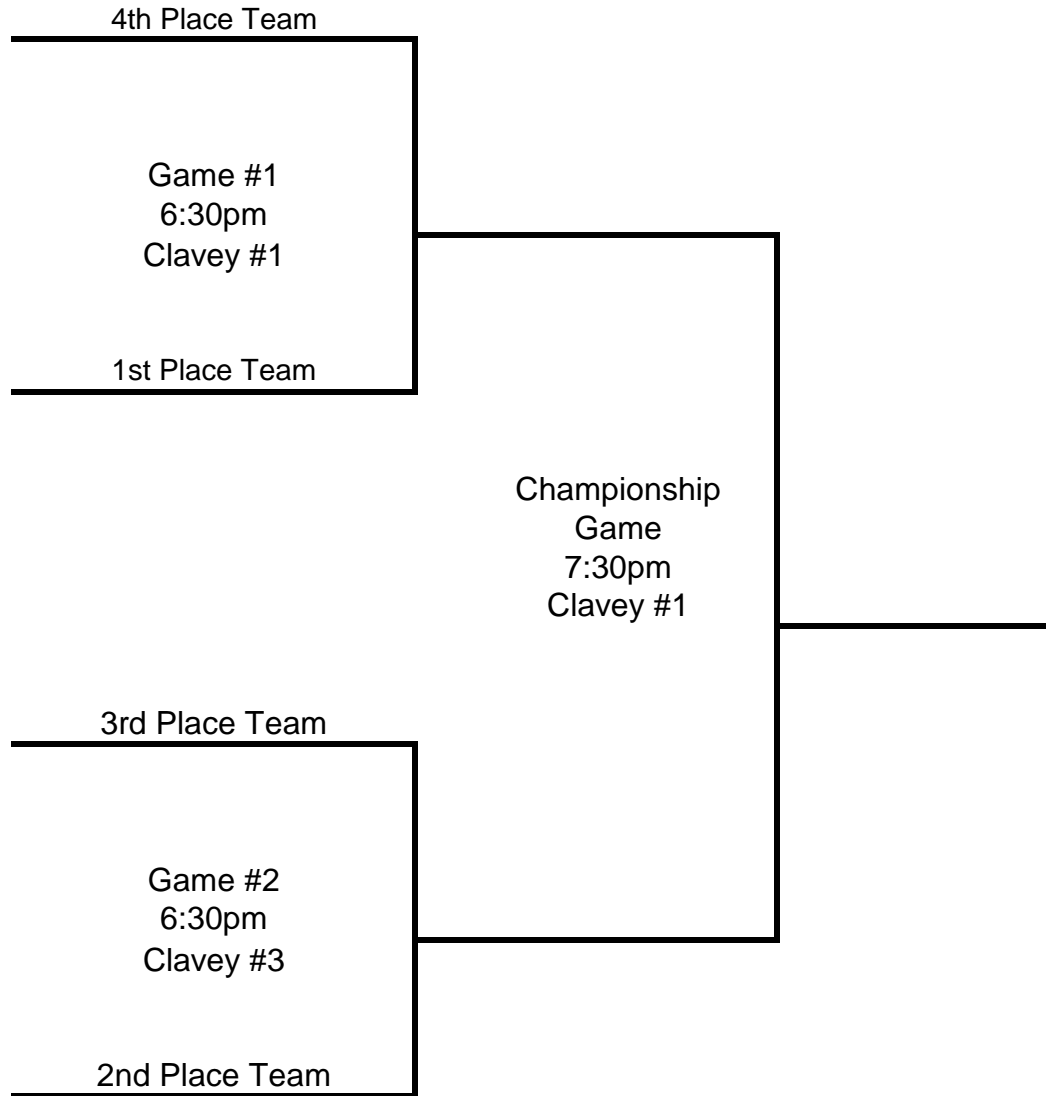 4th Place Team
Game #1
6:30pm
Clavey #1
1st Place Team
Championship
Game
7:30pm
Clavey #1
3rd Place Team
Game #2
6:30pm
Clavey #3
2nd Place Team